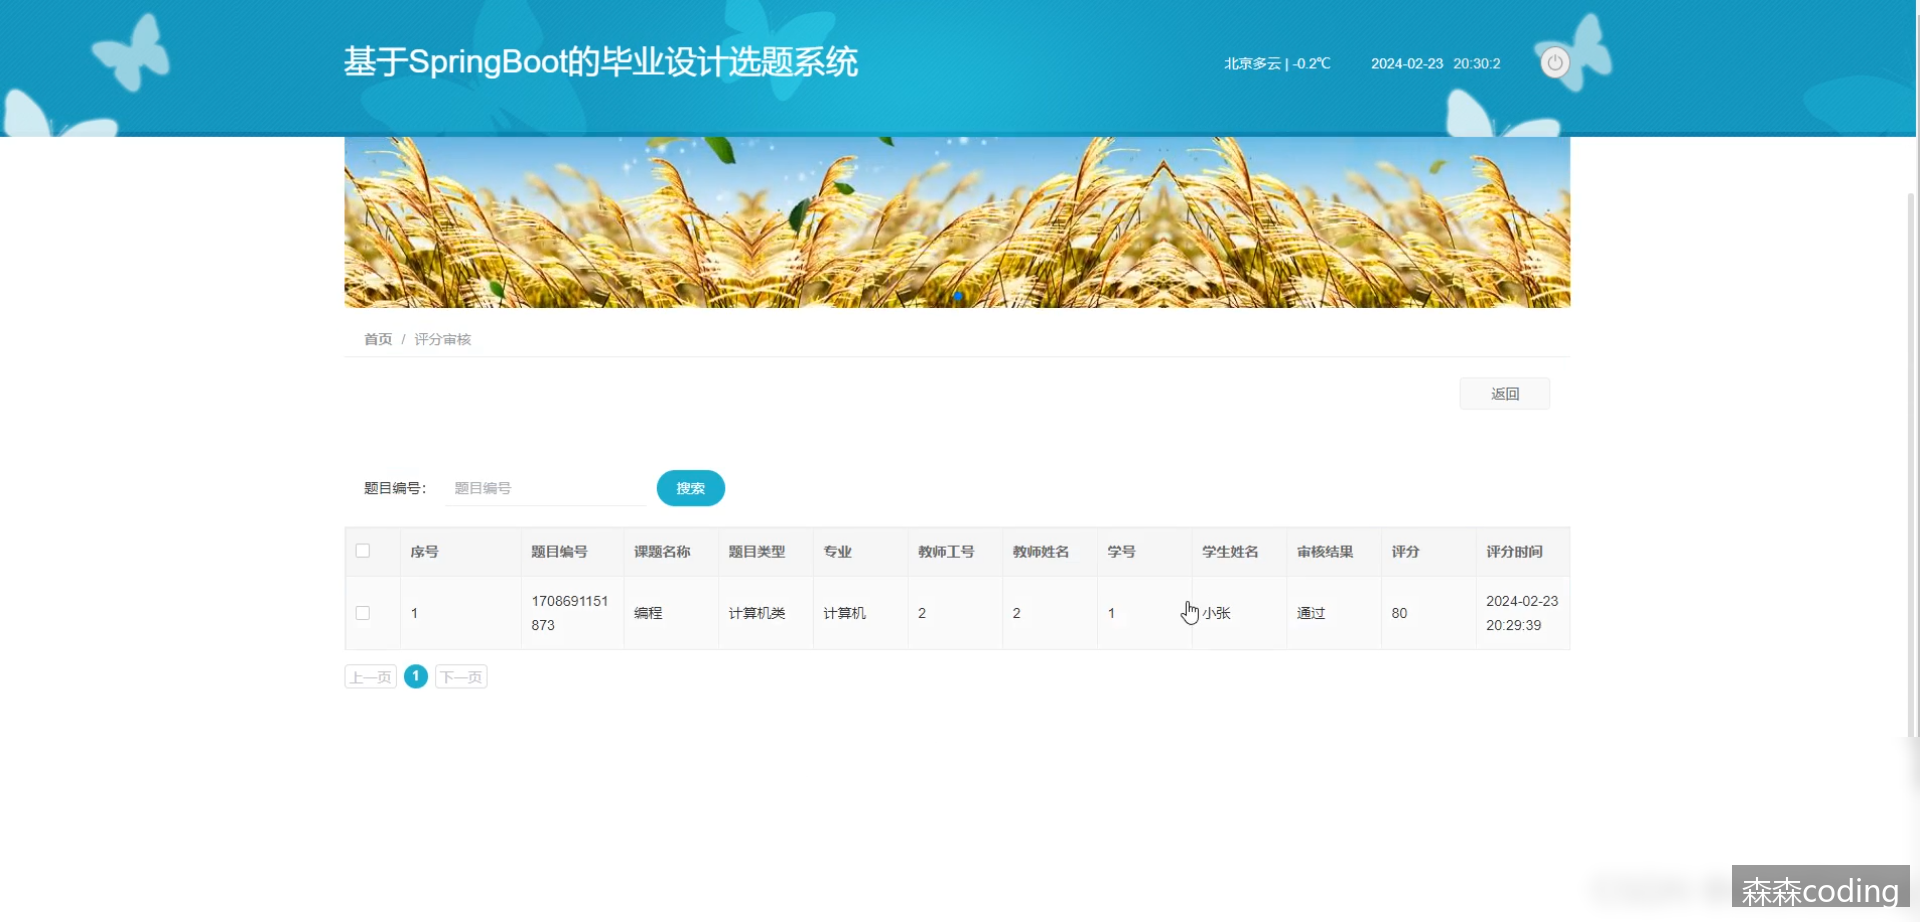 基于SpringBoot的毕业设计选题系统
北京多云 | -0.2℃ 2024-02-23 20:30:2
首页 / 评分审核
返回
题目编号： 题目编号 搜索
序号 题目编号 课题名称 题目类型 专业 教师工号 教师姓名 学号 学生姓名 审核结果 评分 评分时间
1 1708691151873 编程 计算机类 计算机 2 2 1 小张 通过 80 2024-02-23 20:29:39
上一页 1 下一页
森森coding